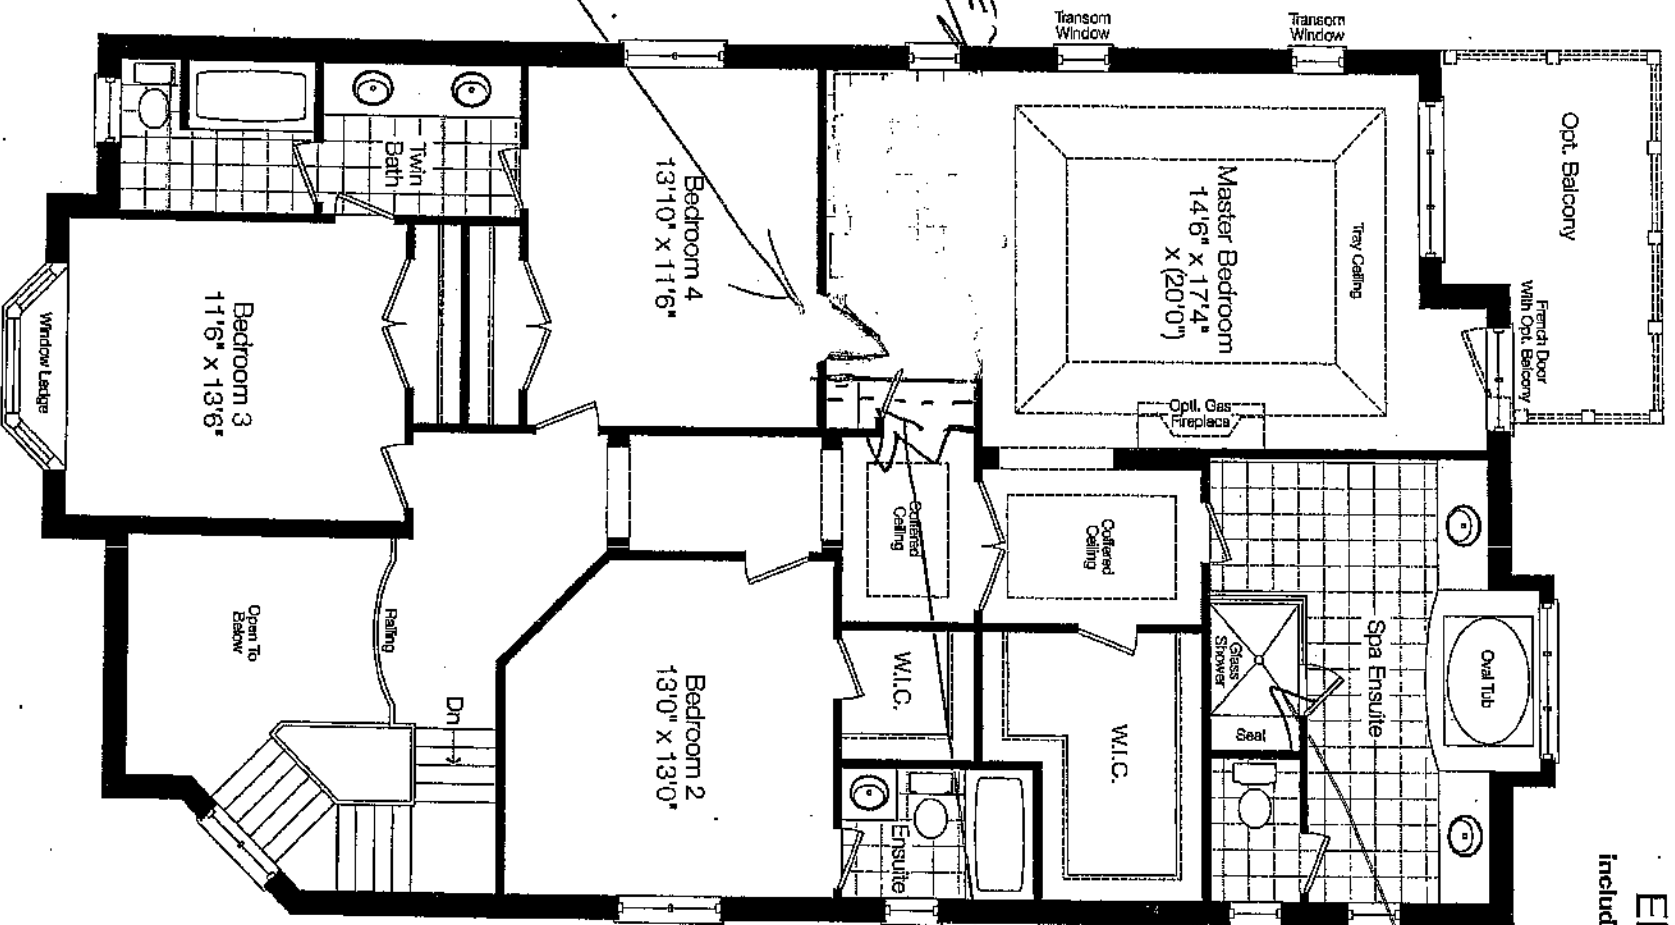 Transom
Window
Transom
Window
Opt. Balcony
French Door
With Opt. Balcony
Tray Ceiling
Master Bedroom
14'6" x 17'4"
x (20'0")
Optl. Gas
Fireplace
Bedroom 4
13'10" x 11'6"
Twin
Bath
Bedroom 3
11'6" x 13'6"
Window Ledge
Coffered
Ceiling
Coffered
Ceiling
Spa Ensuite
Oval Tub
Glass
Shower
Seat
W.I.C.
W.I.C.
Bedroom 2
13'0" x 13'0"
Ensuite
Railing
Open To
Below
Dn
includ